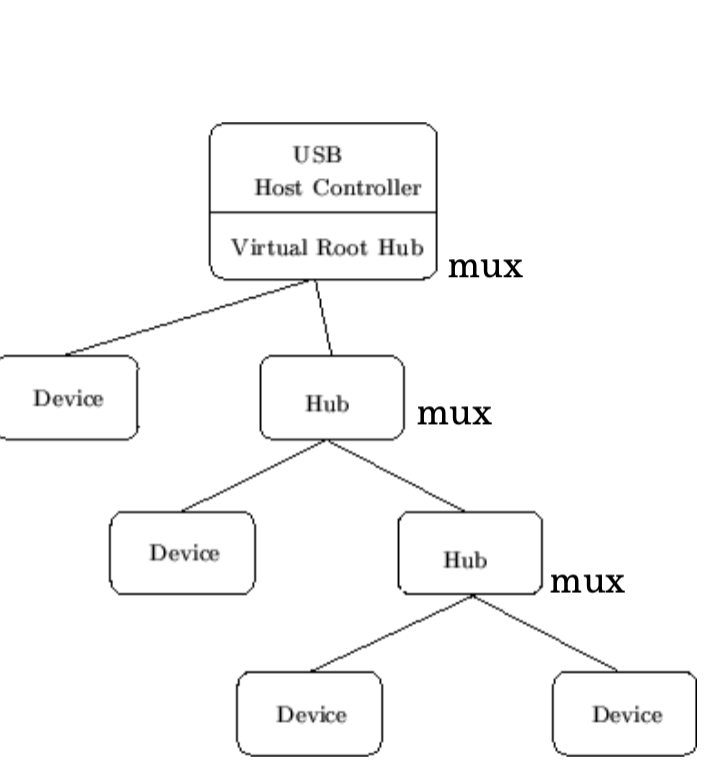 USB
Host Controller
Virtual Root Hub
mux
Device
Hub
mux
Device
Hub
mux
Device
Device